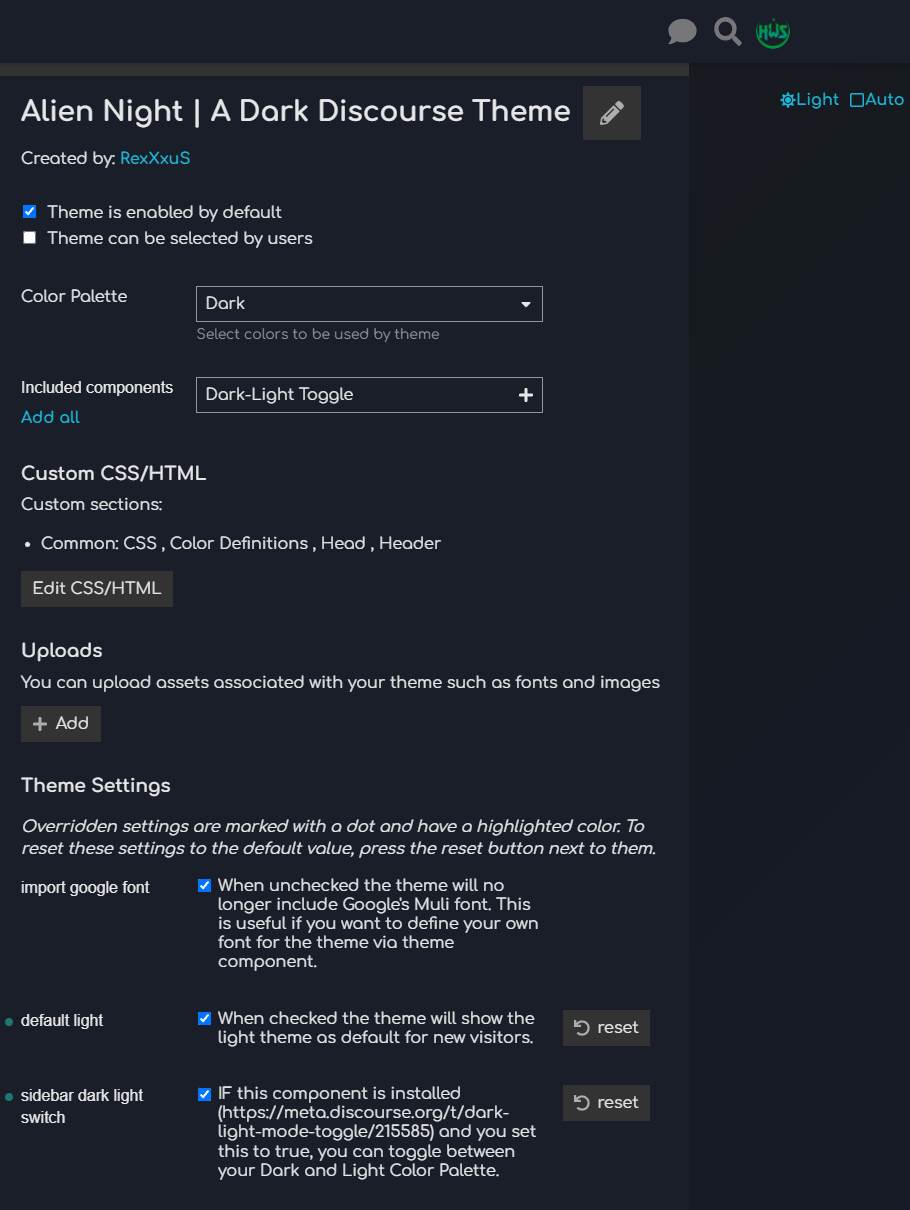 HWS
Light Auto
Alien Night | A Dark Discourse Theme
Created by: RexXxuS
Theme is enabled by default
Theme can be selected by users
Color Palette
Dark
Select colors to be used by theme
Included components
Dark-Light Toggle
Add all
Custom CSS/HTML
Custom sections:
• Common: CSS , Color Definitions , Head , Header
Edit CSS/HTML
Uploads
You can upload assets associated with your theme such as fonts and images
Add
Theme Settings
Overridden settings are marked with a dot and have a highlighted color. To
reset these settings to the default value, press the reset button next to them.
import google font
When unchecked the theme will no
longer include Google's Muli font. This
is useful if you want to define your own
font for the theme via theme
component.
default light
When checked the theme will show the
light theme as default for new visitors.
reset
sidebar dark light
switch
IF this component is installed
(https://meta.discourse.org/t/dark-
light-mode-toggle/215585) and you set
this to true, you can toggle between
your Dark and Light Color Palette.
reset